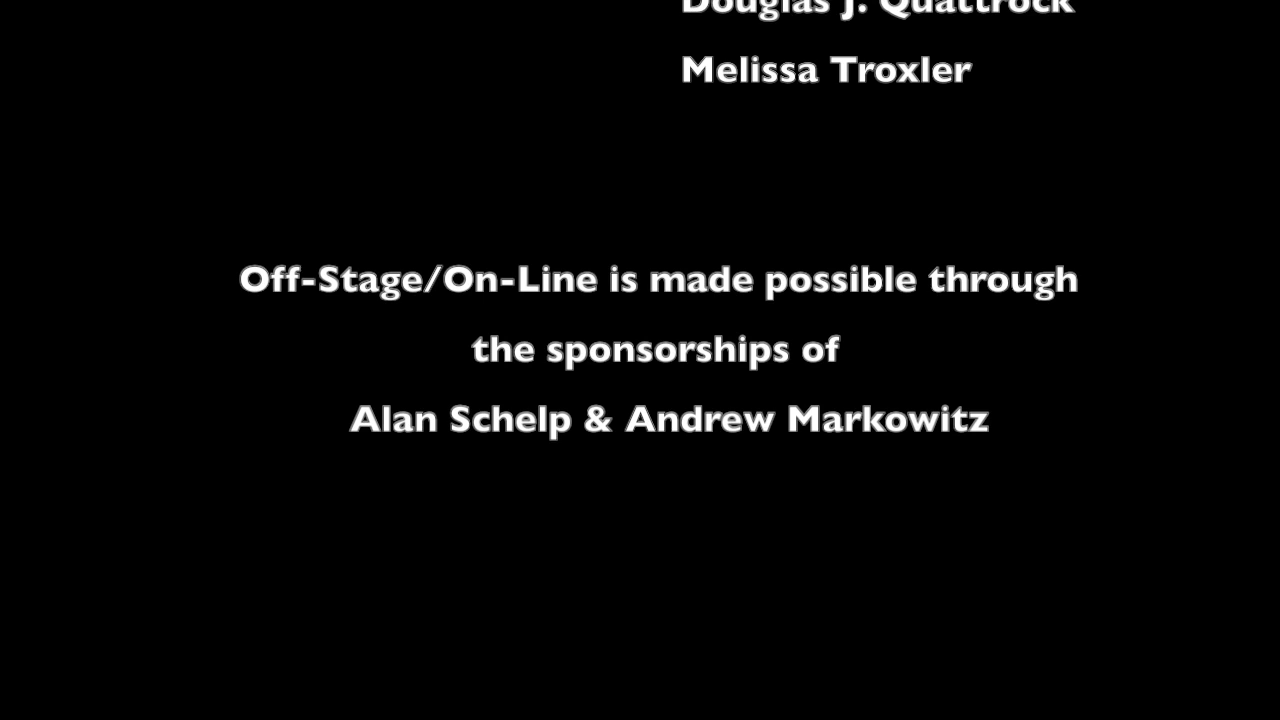 Douglas J. Quattrock
Melissa Troxler
Off-Stage/On-Line is made possible through
the sponsorships of
Alan Schelp & Andrew Markowitz